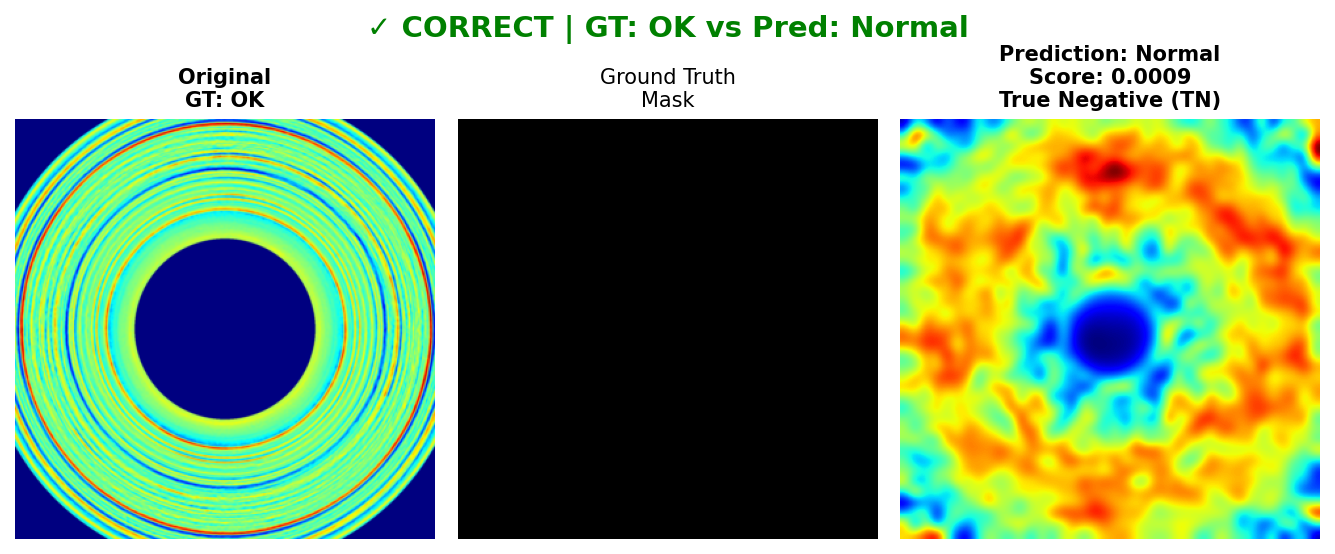 ✓ CORRECT | GT: OK vs Pred: Normal
Original
GT: OK
Ground Truth
Mask
Prediction: Normal
Score: 0.0009
True Negative (TN)